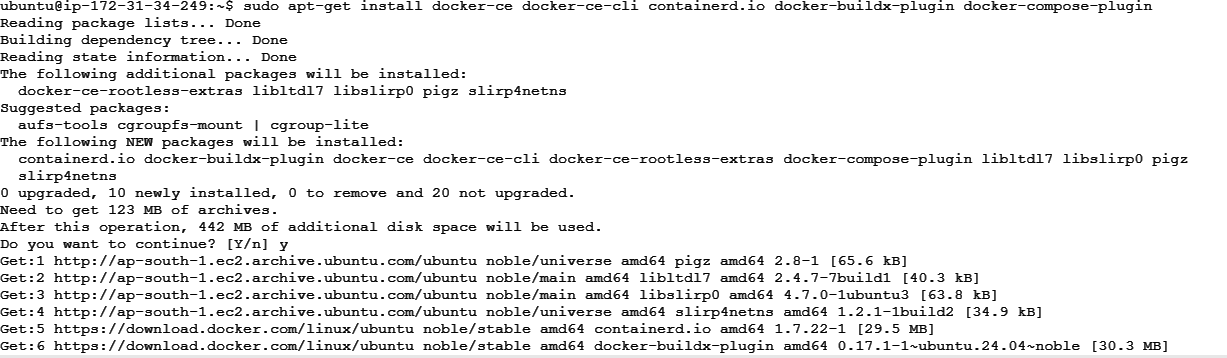 ubuntu@ip-172-31-34-249:~$ sudo apt-get install docker-ce docker-ce-cli containerd.io docker-buildx-plugin docker-compose-plugin
Reading package lists... Done
Building dependency tree... Done
Reading state information... Done
The following additional packages will be installed:
  docker-ce-rootless-extras libltdl7 libslirp0 pigz slirp4netns
Suggested packages:
  aufs-tools cgroupfs-mount | cgroup-lite
The following NEW packages will be installed:
  containerd.io docker-buildx-plugin docker-ce docker-ce-cli docker-ce-rootless-extras docker-compose-plugin libltdl7 libslirp0 pigz
  slirp4netns
0 upgraded, 10 newly installed, 0 to remove and 20 not upgraded.
Need to get 123 MB of archives.
After this operation, 442 MB of additional disk space will be used.
Do you want to continue? [Y/n] y
Get:1 http://ap-south-1.ec2.archive.ubuntu.com/ubuntu noble/universe amd64 pigz amd64 2.8-1 [65.6 kB]
Get:2 http://ap-south-1.ec2.archive.ubuntu.com/ubuntu noble/main amd64 libltdl7 amd64 2.4.7-7build1 [40.3 kB]
Get:3 http://ap-south-1.ec2.archive.ubuntu.com/ubuntu noble/main amd64 libslirp0 amd64 4.7.0-1ubuntu3 [63.8 kB]
Get:4 http://ap-south-1.ec2.archive.ubuntu.com/ubuntu noble/universe amd64 slirp4netns amd64 1.2.1-1build2 [34.9 kB]
Get:5 https://download.docker.com/linux/ubuntu noble/stable amd64 containerd.io amd64 1.7.22-1 [29.5 MB]
Get:6 https://download.docker.com/linux/ubuntu noble/stable amd64 docker-buildx-plugin amd64 0.17.1-1~ubuntu.24.04~noble [30.3 MB]